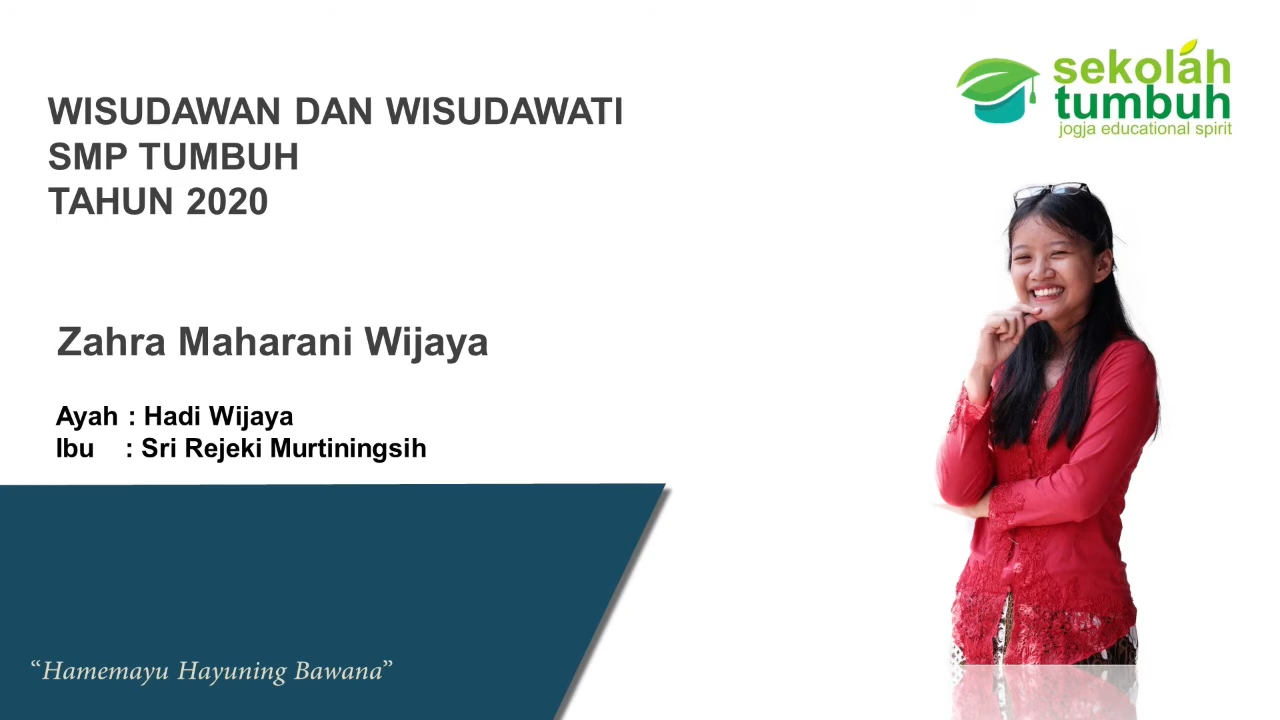 sekolah
tumbuh
jogja educational spirit
WISUDAWAN DAN WISUDAWATI
SMP TUMBUH
TAHUN 2020
Zahra Maharani Wijaya
Ayah : Hadi Wijaya
Ibu : Sri Rejeki Murtiningsih
“Hamemayu Hayuning Bawana”